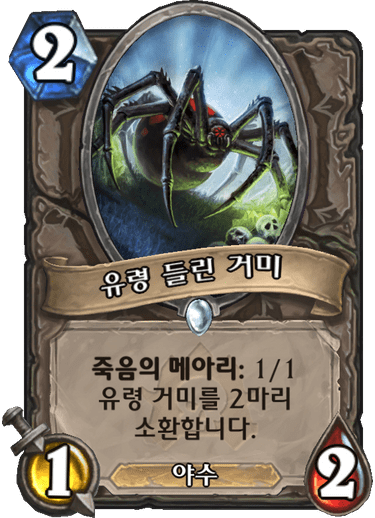 2
유령 들린 거미
죽음의 메아리: 1/1
유령 거미를 2마리
소환합니다.
1
야수
2